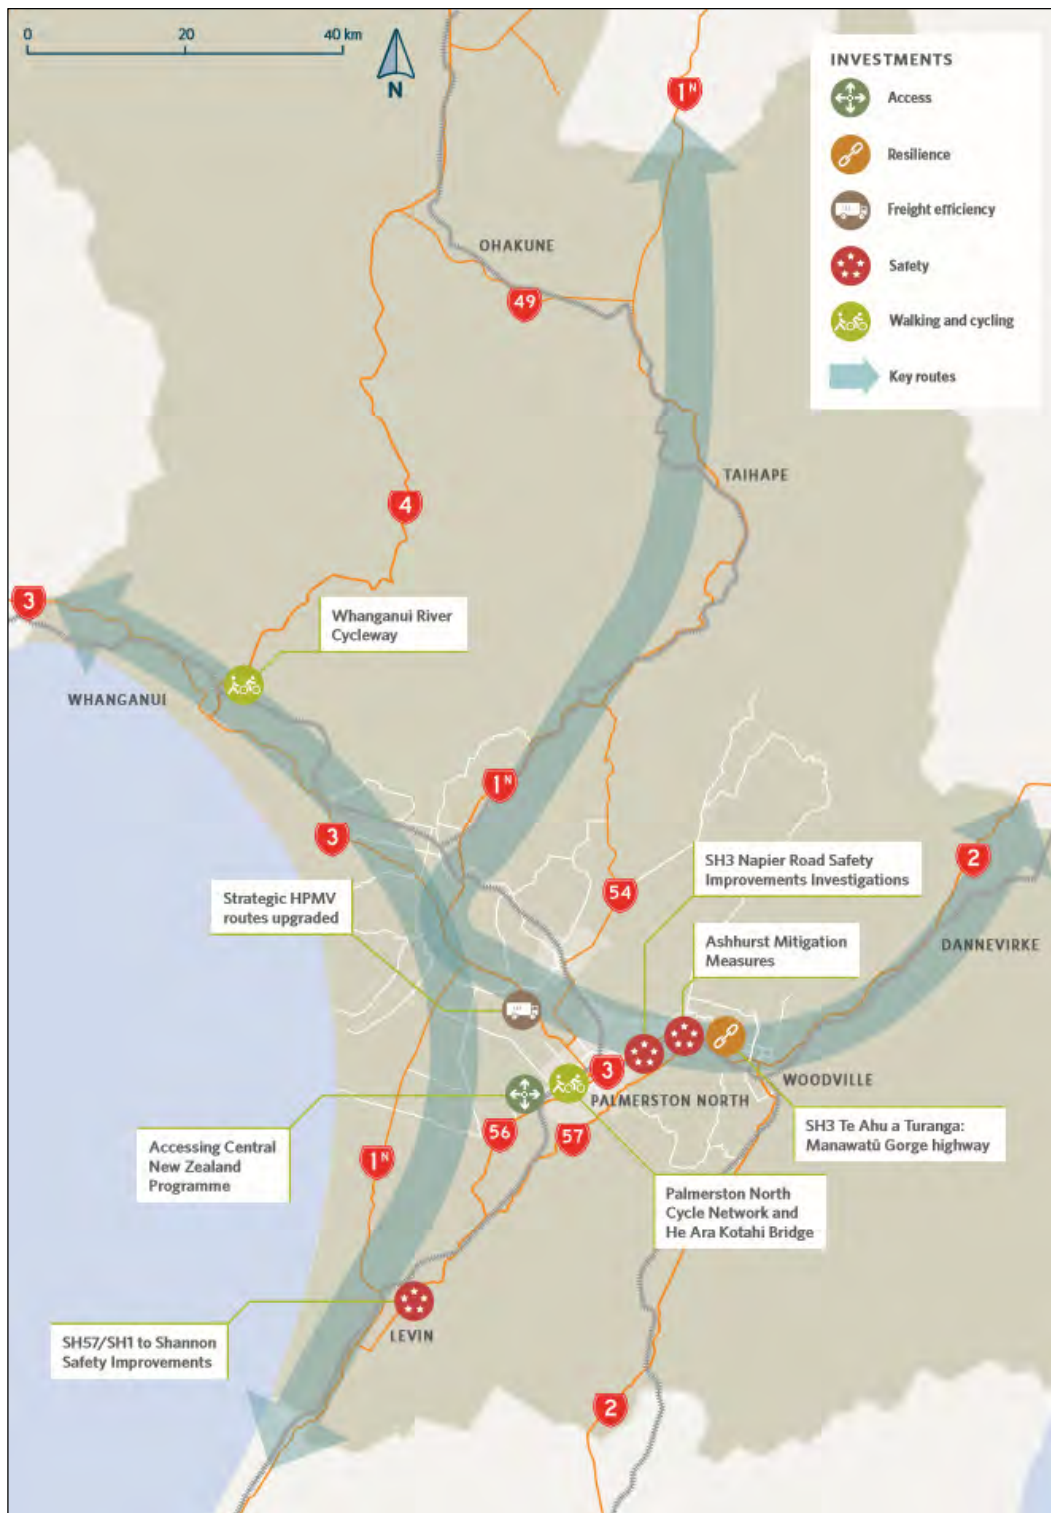 0 20 40 km
N
INVESTMENTS
Access
Resilience
Freight efficiency
Safety
Walking and cycling
Key routes
1N
OHAKUNE
49
TAIHAPE
4
3
Whanganui River
Cycleway
WHANGANUI
1N
3
SH3 Napier Road Safety
Improvements Investigations
2
54
Strategic HPMV
routes upgraded
Ashhurst Mitigation
Measures
DANNEVIRKE
3
WOODVILLE
PALMERSTON NORTH
56
57
SH3 Te Ahu a Turanga:
Manawatū Gorge highway
Accessing Central
New Zealand
Programme
1N
Palmerston North
Cycle Network and
He Ara Kotahi Bridge
LEVIN
SH57/SH1 to Shannon
Safety Improvements
2